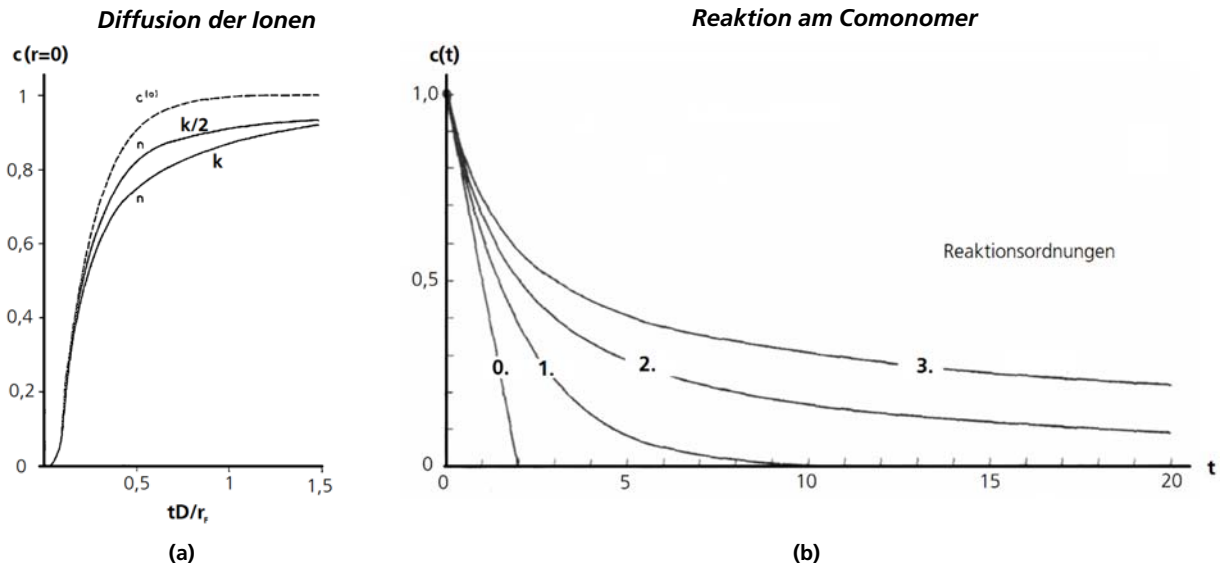 Diffusion der Ionen
c(r=0)
1
0,8
0,6
0,4
0,2
0
c(o)
k/2
n
k
n
0,5
1
1,5
tD/rF
(a)
Reaktion am Comonomer
c(t)
1,0
0,5
0
Reaktionsordnungen
0.
1.
2.
3.
0
5
10
15
20
t
(b)